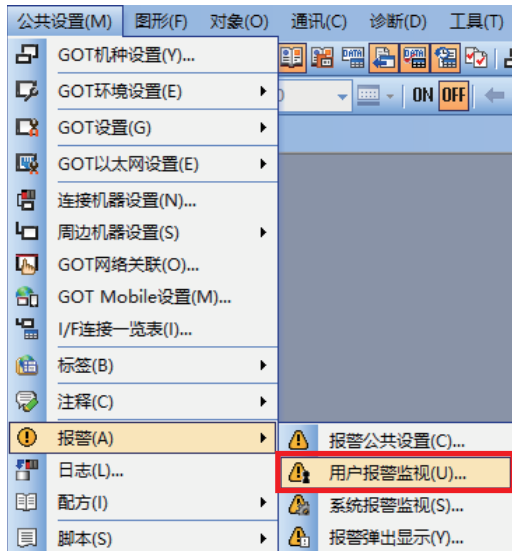 公共设置(M) 图形(F) 对象(O) 通讯(C) 诊断(D) 工具(T)
GOT机种设置(Y)...
GOT环境设置(E)
ON OFF
GOT设置(G)
GOT以太网设置(E)
连接机器设置(N)...
周边机器设置(S)
GOT网络关联(O)...
GOT Mobile设置(M)...
I/F连接一览表(I)...
标签(B)
注释(C)
报警(A)
报警公共设置(C)...
日志(L)...
用户报警监视(U)...
配方(I)
系统报警监视(S)...
脚本(S)
报警弹出显示(Y)...